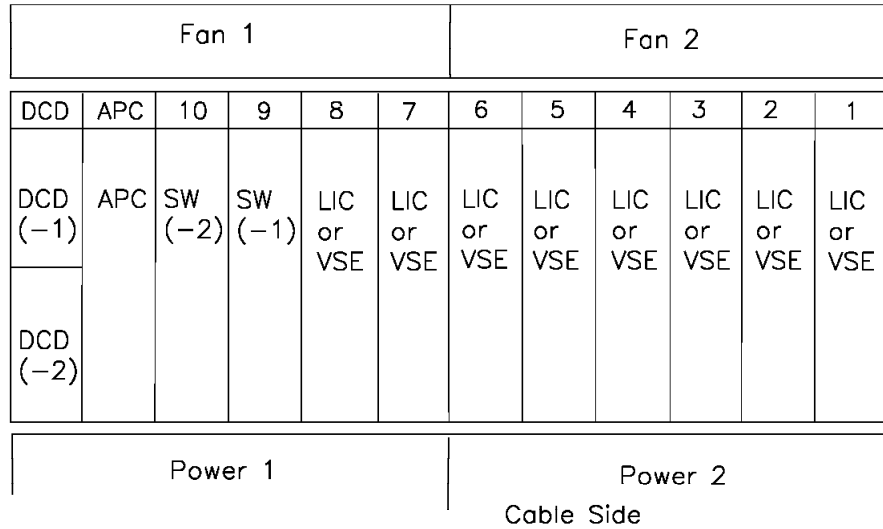 Fan 1 Fan 2
DCD APC 10 9 8 7 6 5 4 3 2 1
DCD APC SW SW LIC LIC LIC LIC LIC LIC LIC LIC
(-1) (-2) (-1) or or or or or or or or
VSE VSE VSE VSE VSE VSE VSE VSE
DCD
(-2)
Power 1 Power 2
Cable Side